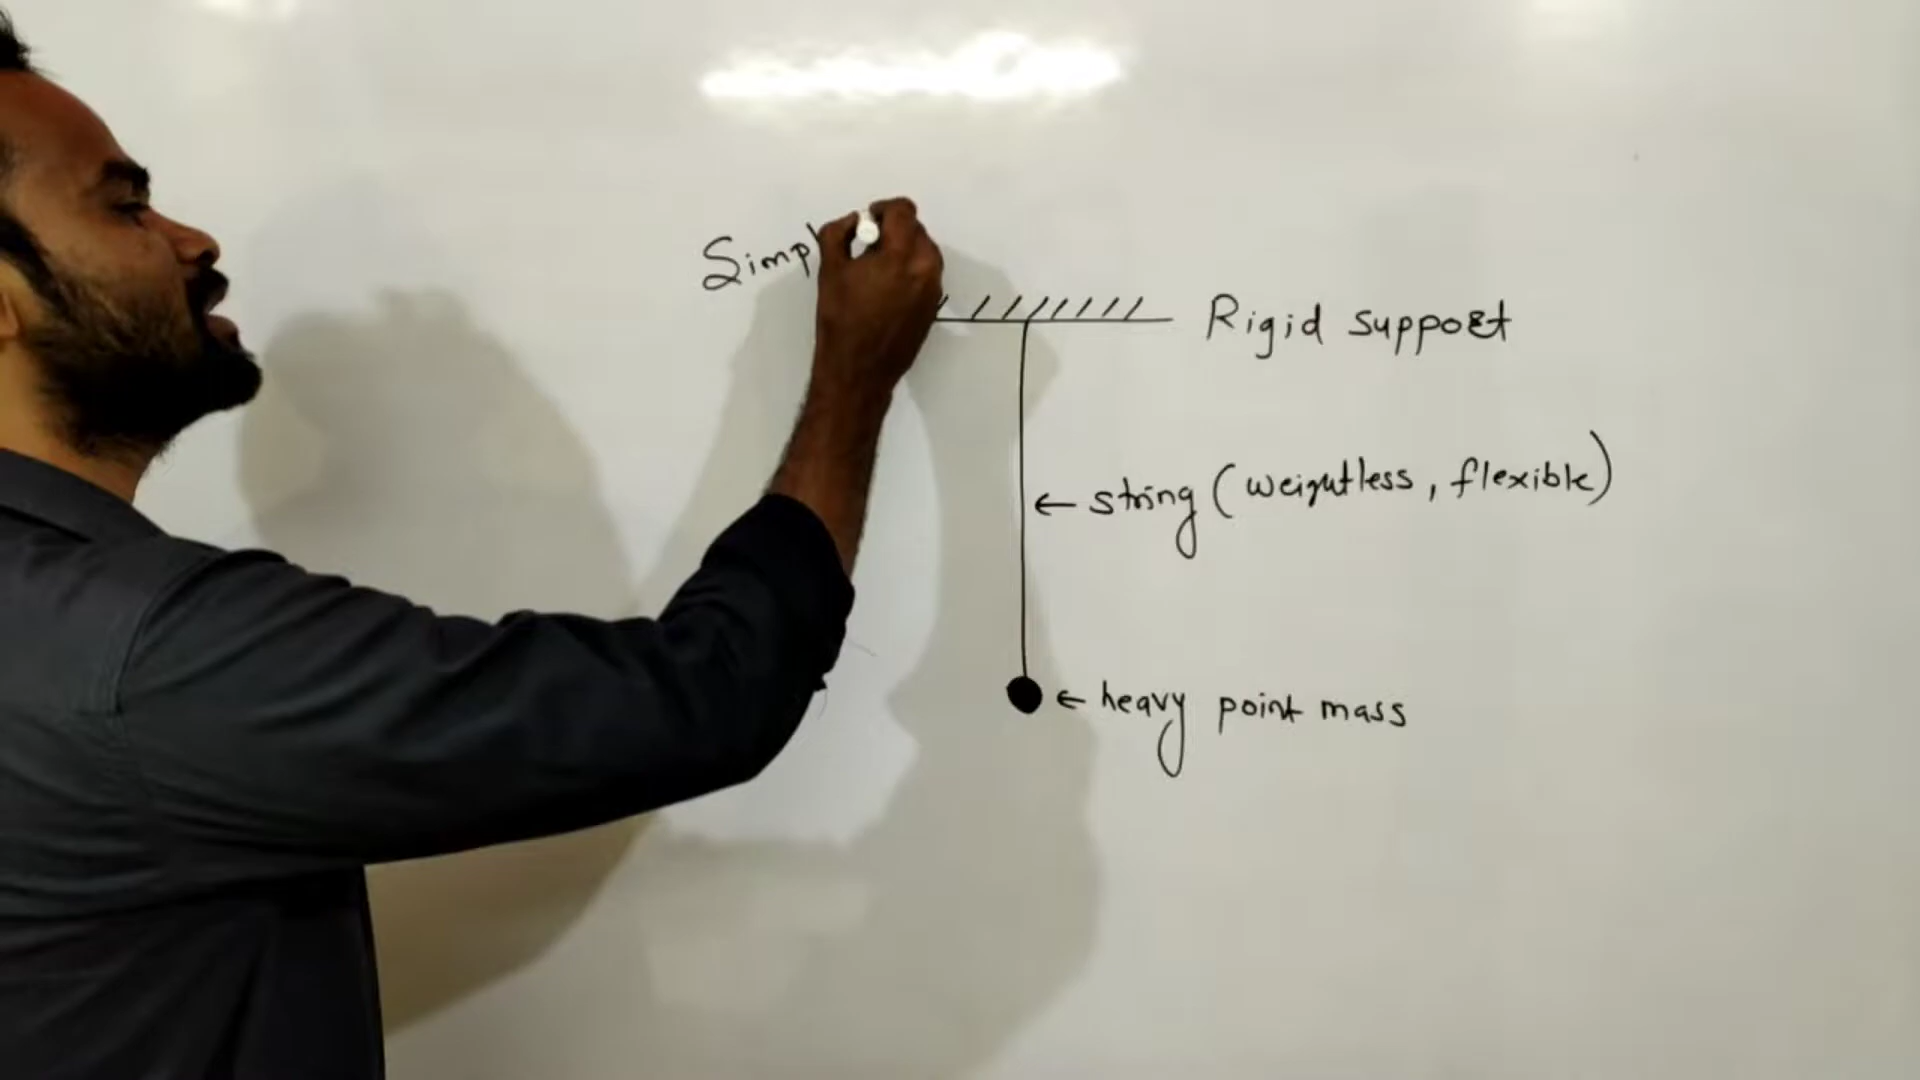 Simpl
Rigid support
← string (weightless, flexible)
← heavy point mass